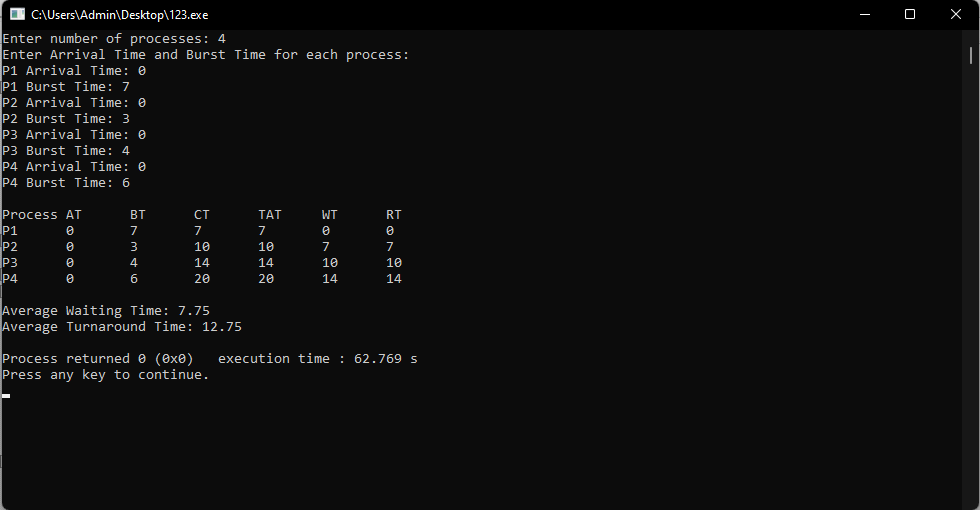 C:\Users\Admin\Desktop\123.exe
Enter number of processes: 4
Enter Arrival Time and Burst Time for each process:
P1 Arrival Time: 0
P1 Burst Time: 7
P2 Arrival Time: 0
P2 Burst Time: 3
P3 Arrival Time: 0
P3 Burst Time: 4
P4 Arrival Time: 0
P4 Burst Time: 6
Process AT      BT      CT      TAT     WT      RT
P1      0       7       7       7       0       0
P2      0       3       10      10      7       7
P3      0       4       14      14      10      10
P4      0       6       20      20      14      14
Average Waiting Time: 7.75
Average Turnaround Time: 12.75
Process returned 0 (0x0)   execution time : 62.769 s
Press any key to continue.